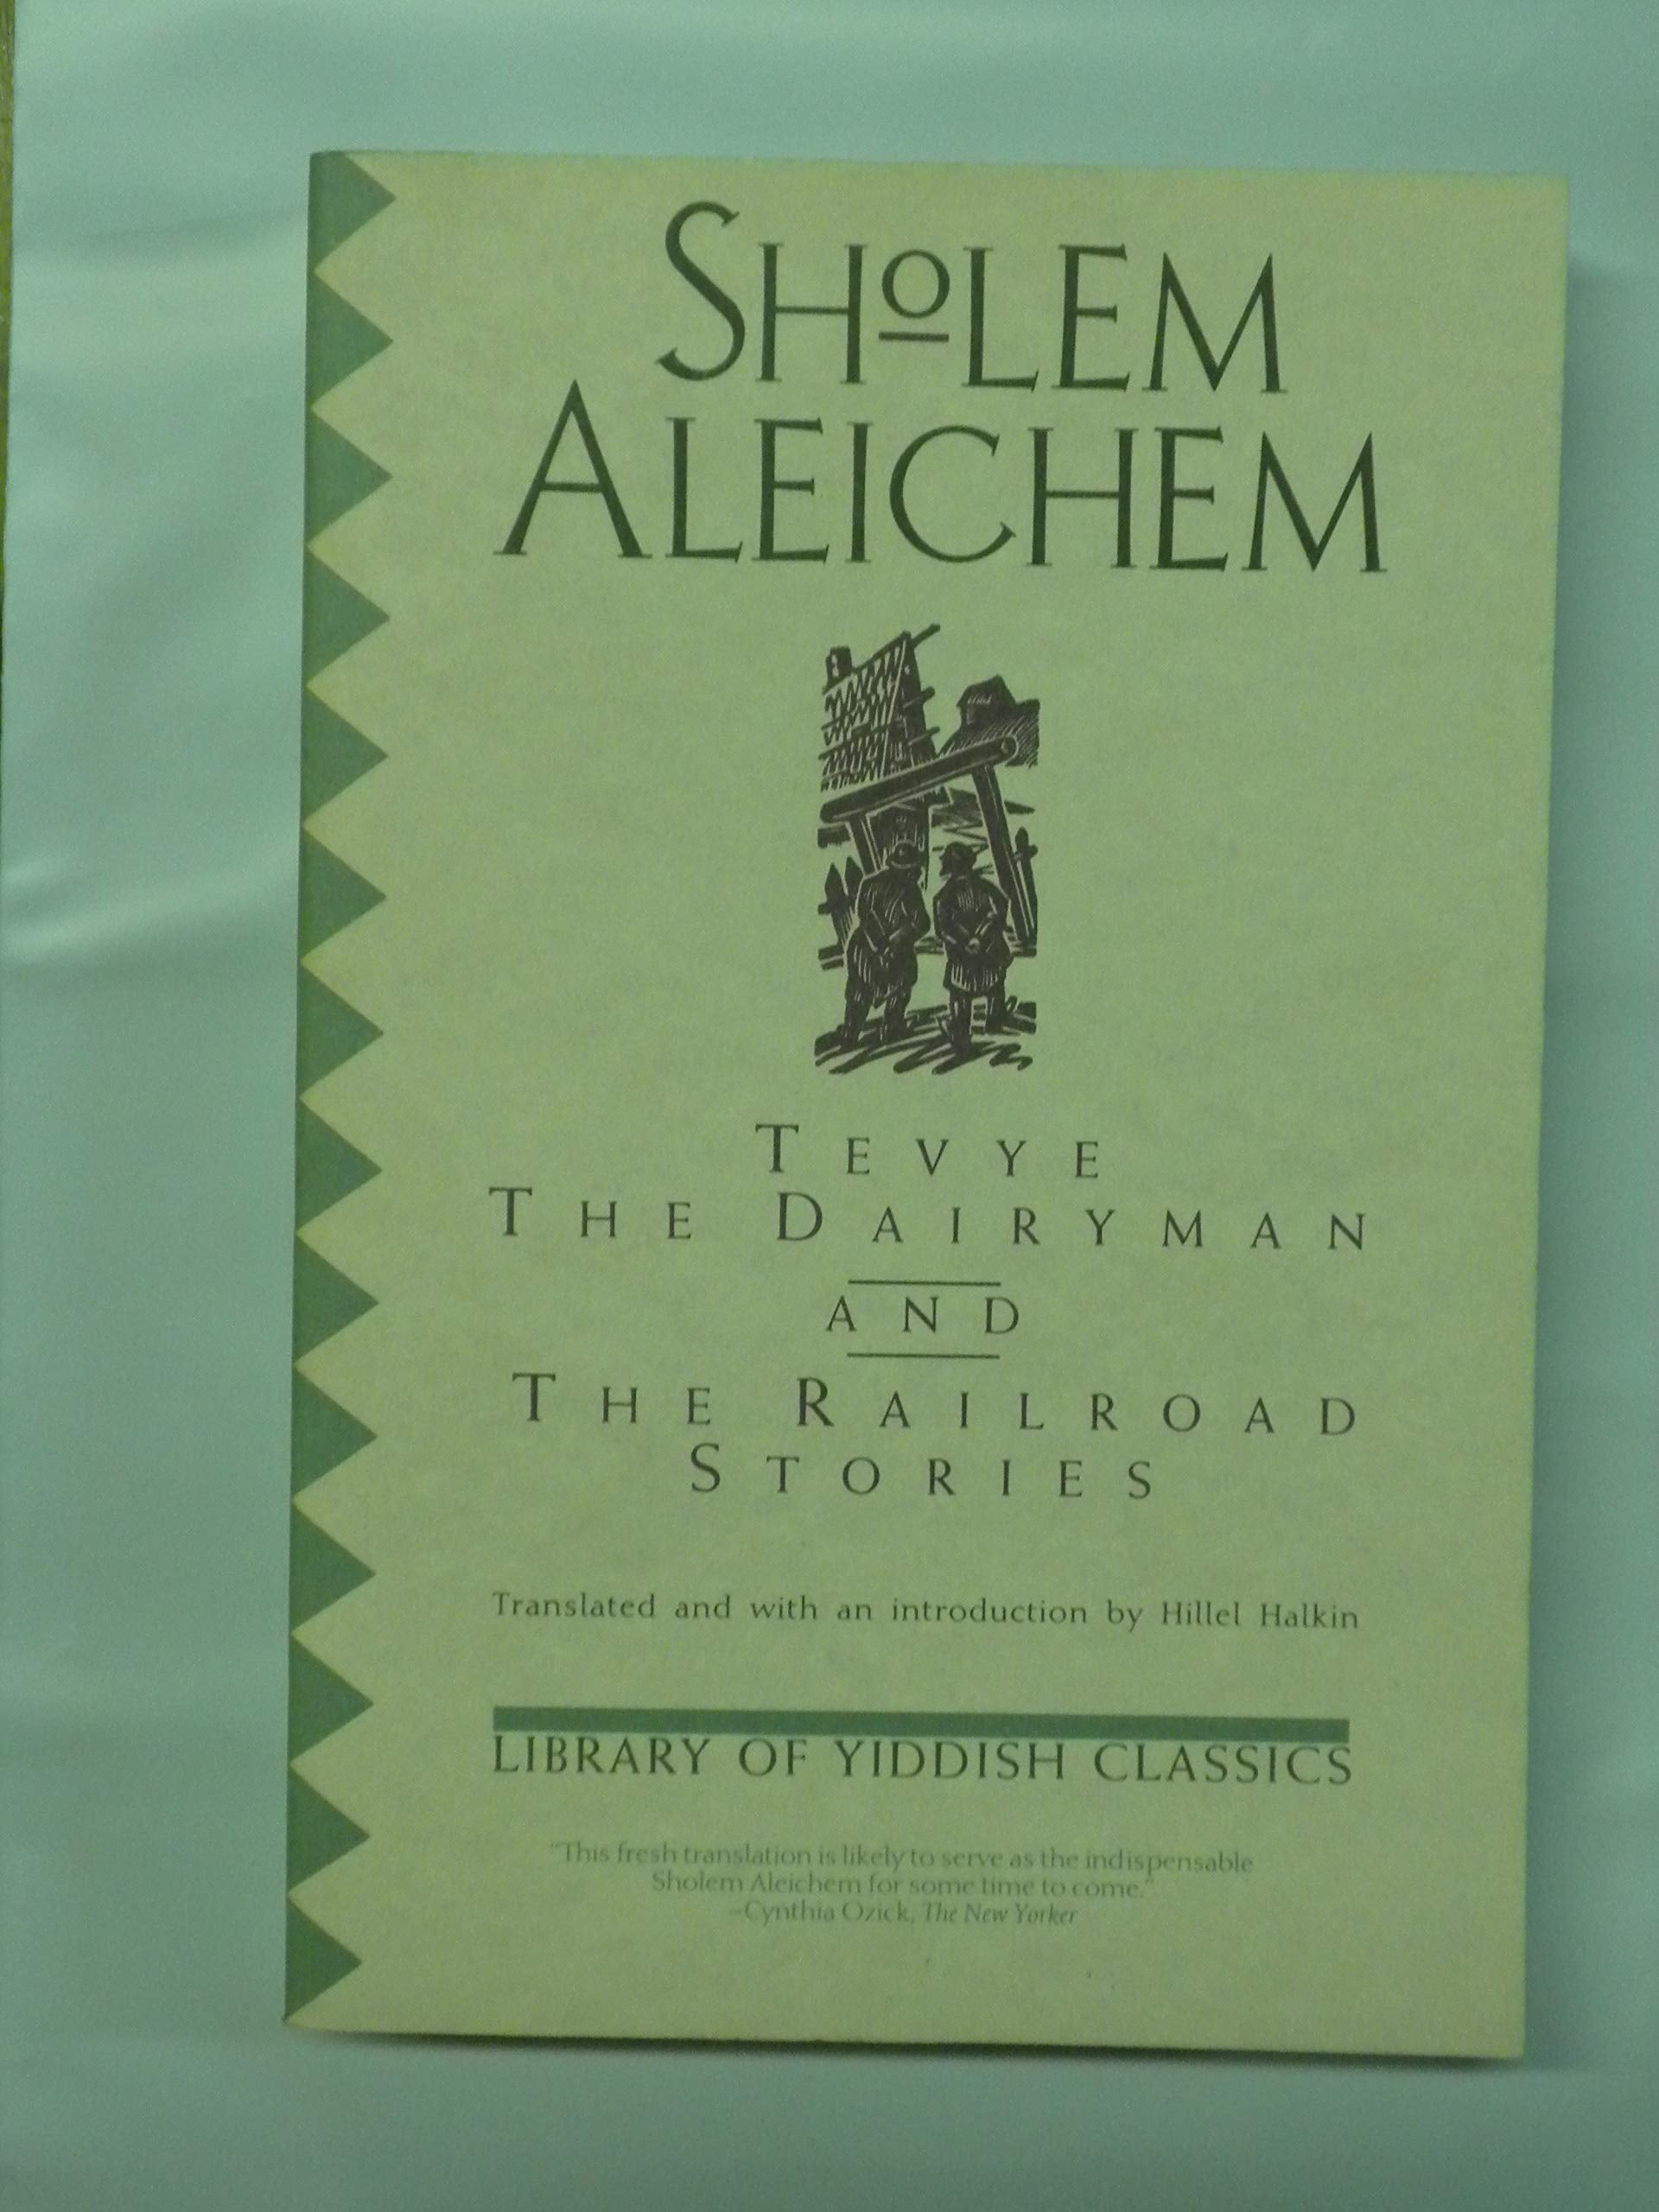 SHOLEM
ALEICHEM
TEVYE
THE DAIRYMAN
AND
THE RAILROAD
STORIES
Translated and with an introduction by Hillel Halkin
LIBRARY OF YIDDISH CLASSICS
"This fresh translation is likely to serve as the indispensable
Sholem Aleichem for some time to come."
–Cynthia Ozick, The New Yorker